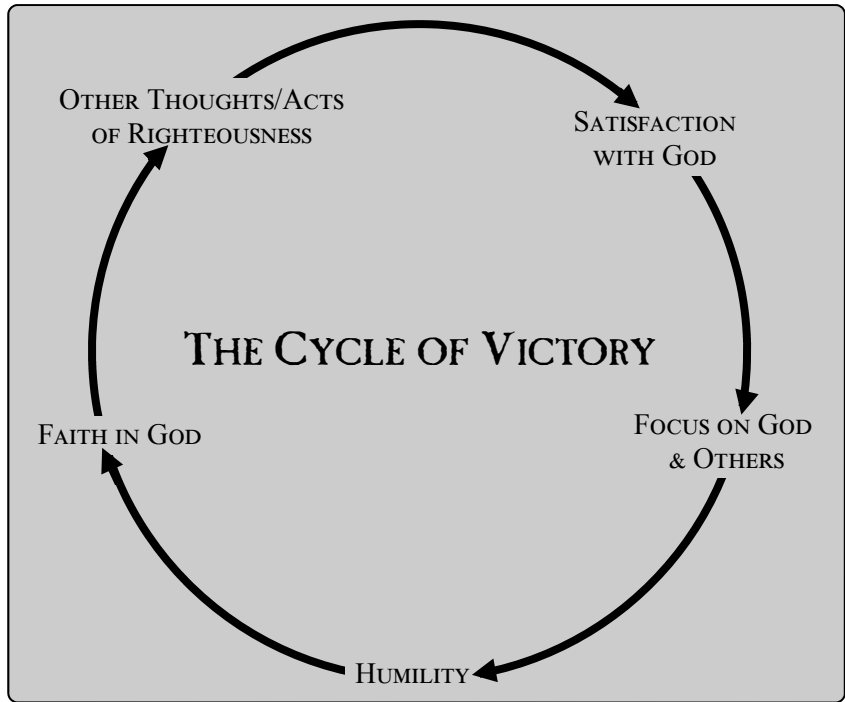 Other Thoughts/Acts
of Righteousness
Satisfaction
with God
The Cycle of Victory
Faith in God
Focus on God
& Others
Humility